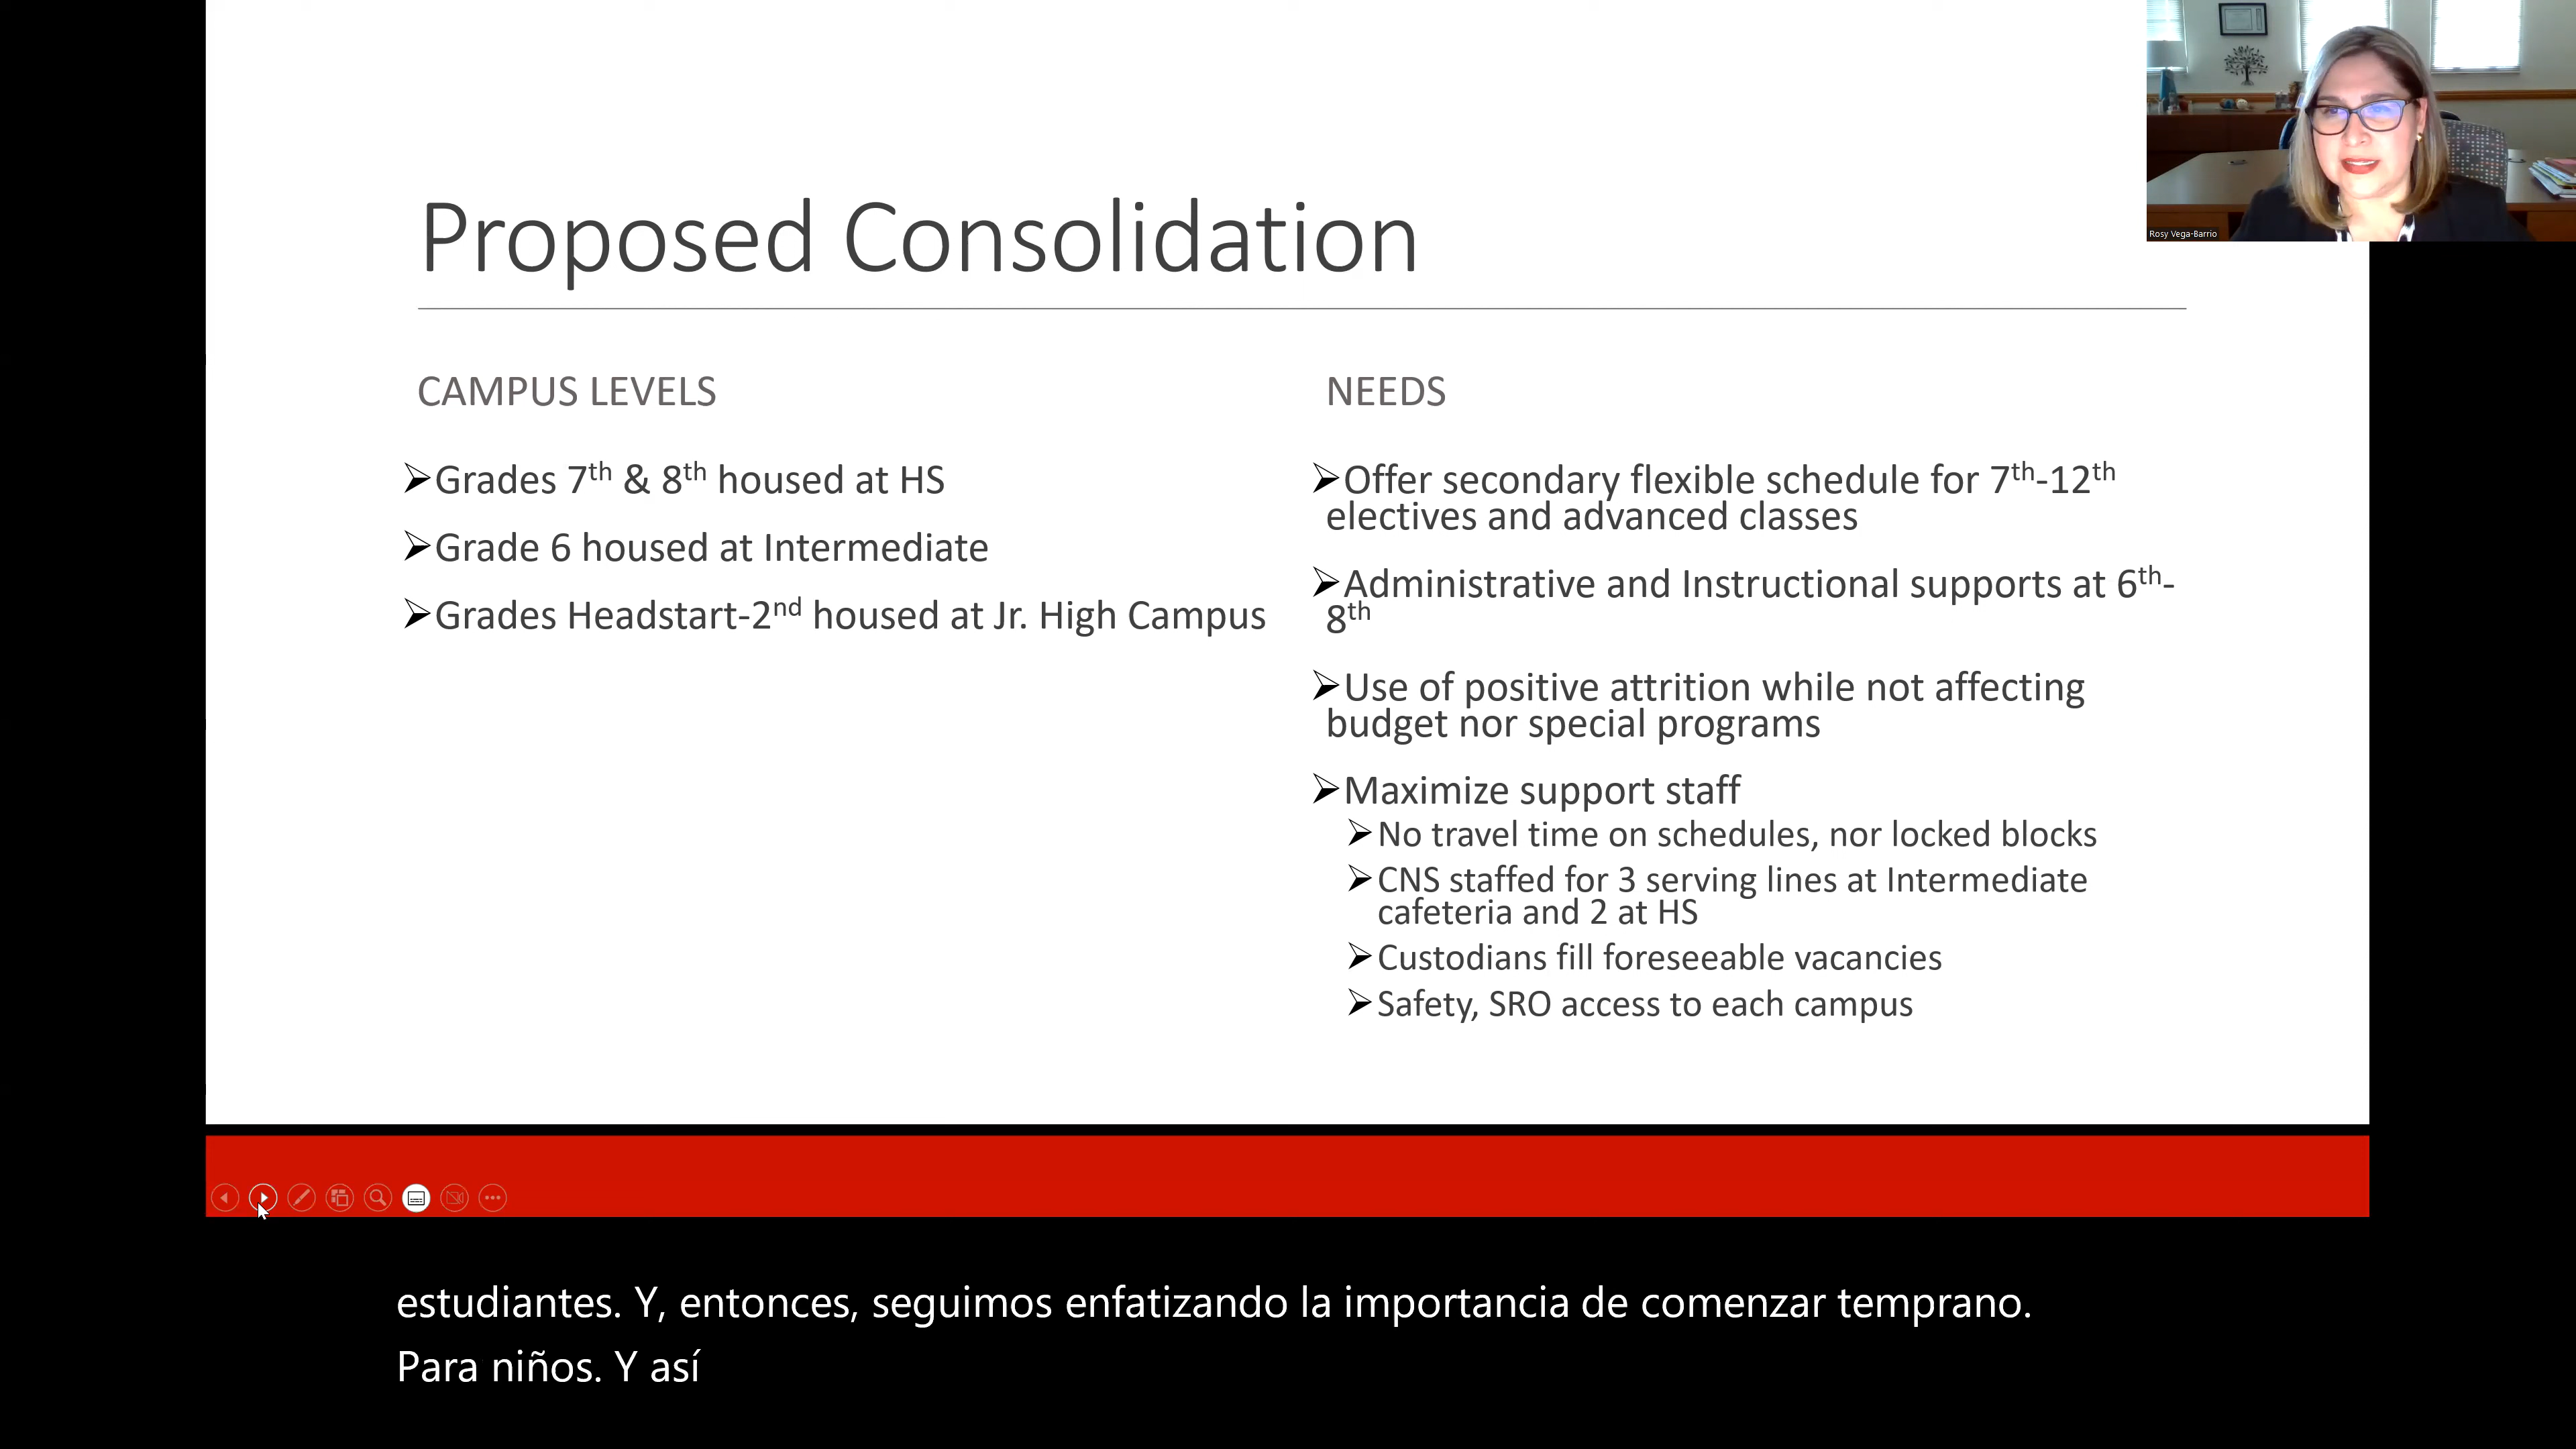 Proposed Consolidation
CAMPUS LEVELS
Grades 7th & 8th housed at HS
Grade 6 housed at Intermediate
Grades Headstart-2nd housed at Jr. High Campus
NEEDS
Offer secondary flexible schedule for 7th-12th
electives and advanced classes
Administrative and Instructional supports at 6th-
8th
Use of positive attrition while not affecting
budget nor special programs
Maximize support staff
No travel time on schedules, nor locked blocks
CNS staffed for 3 serving lines at Intermediate
cafeteria and 2 at HS
Custodians fill foreseeable vacancies
Safety, SRO access to each campus
Rosy Vega-Barrio
estudiantes. Y, entonces, seguimos enfatizando la importancia de comenzar temprano.
Para niños. Y así